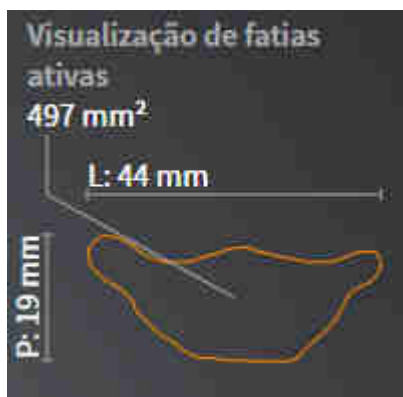 Visualização de fatias
ativas
497 mm²
L: 44 mm
P: 19 mm